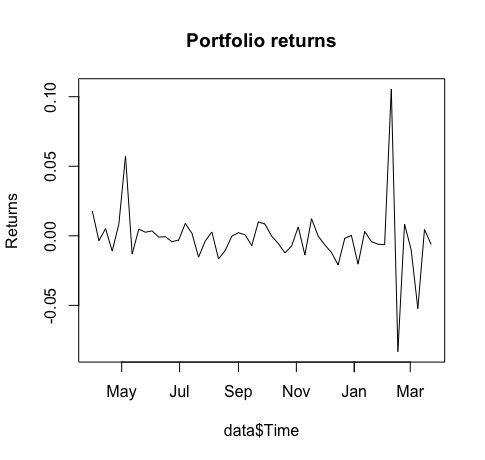 Portfolio returns
0.10
0.05
0.00
-0.05
Returns
May Jul Sep Nov Jan Mar
data$Time